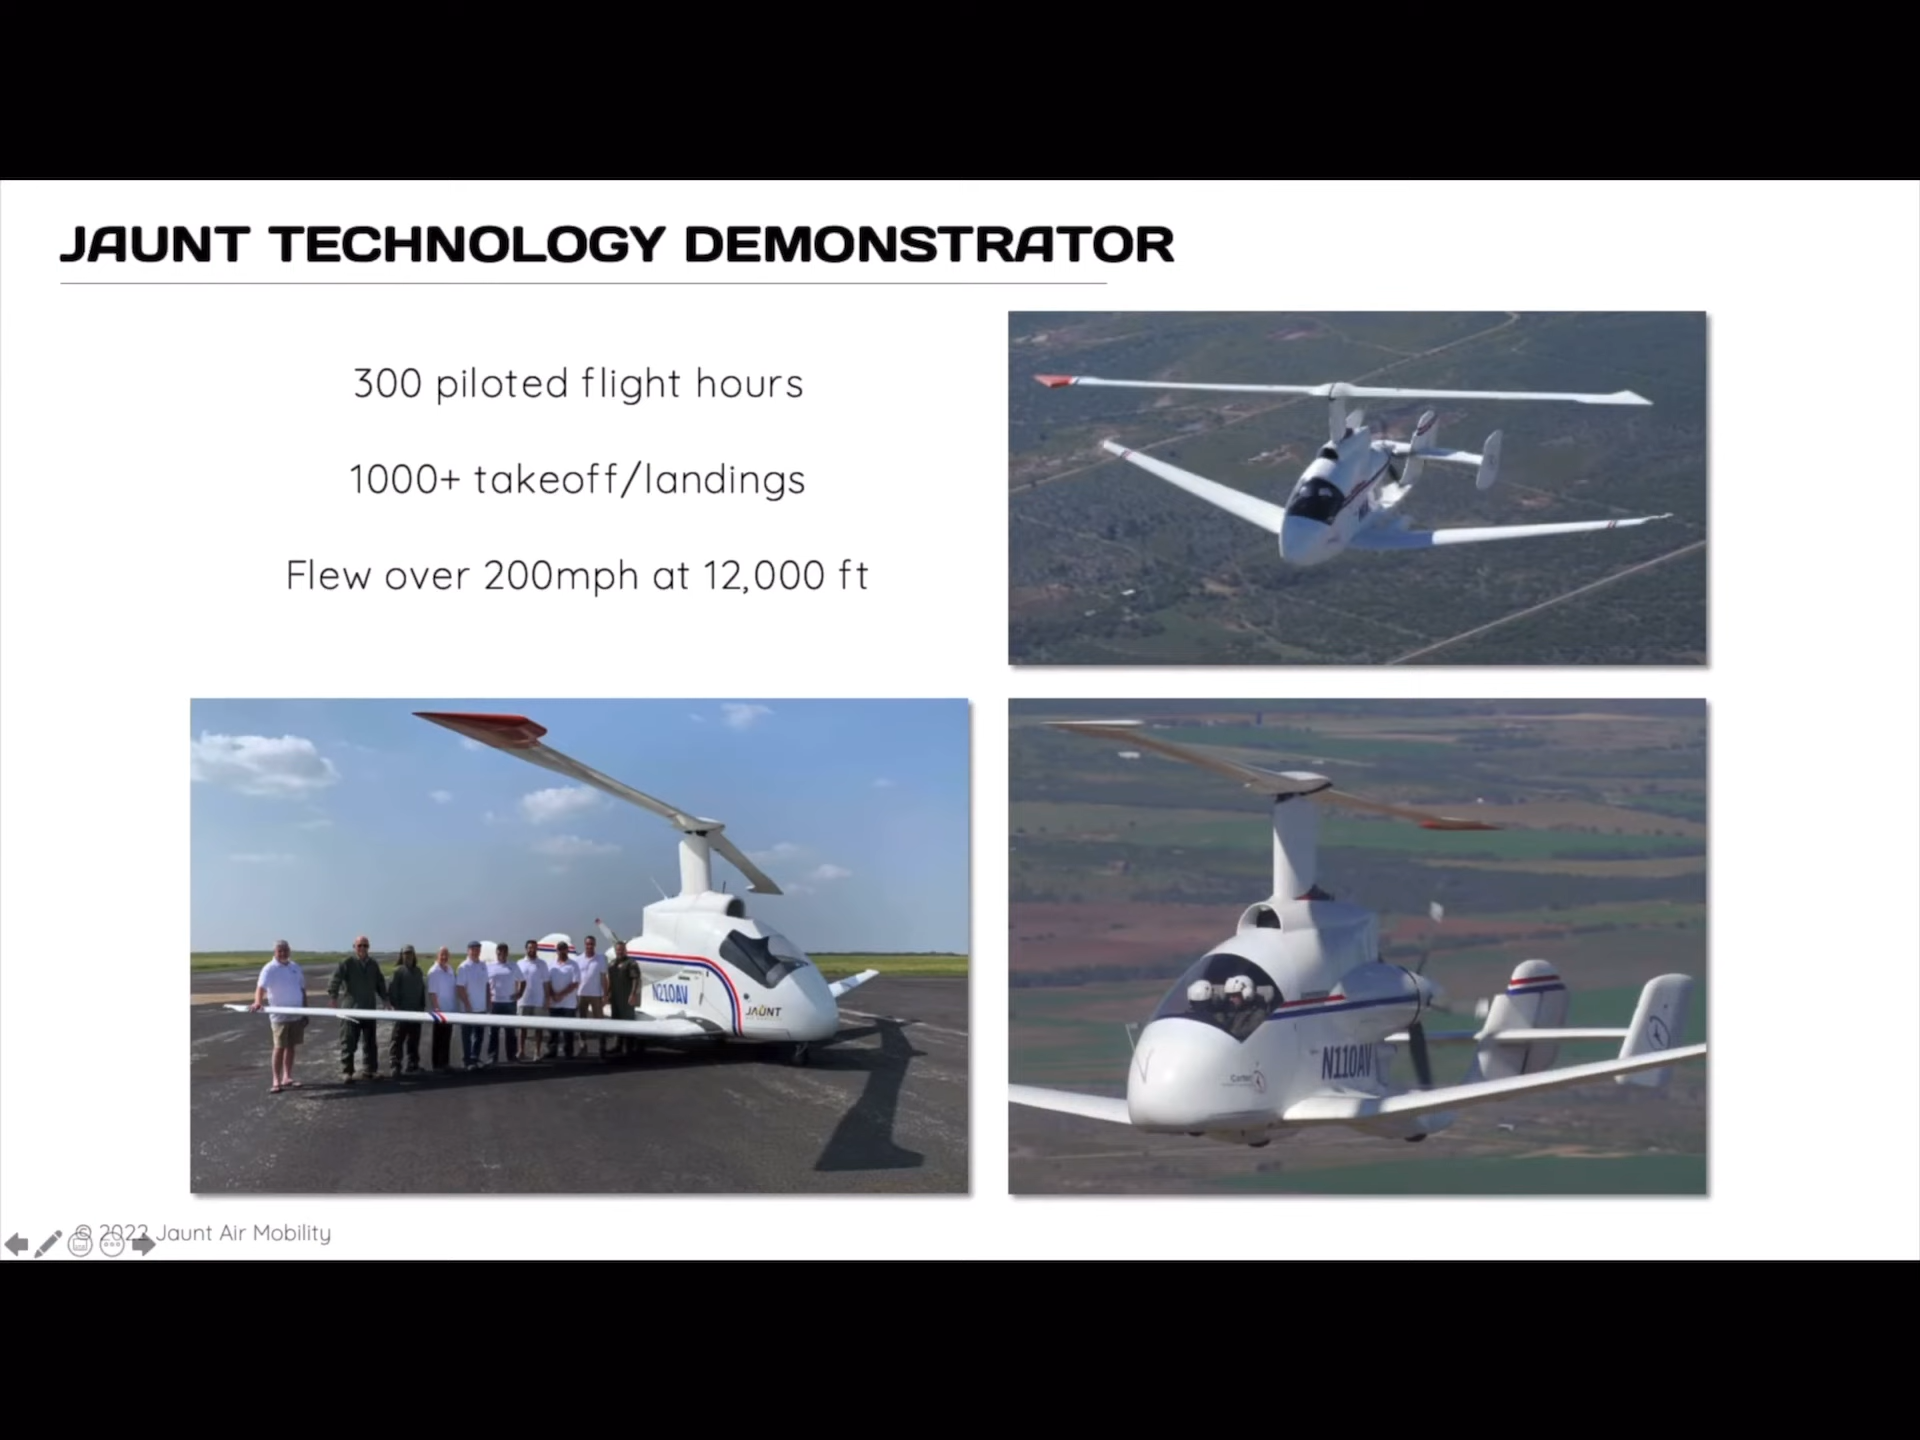 JAUNT TECHNOLOGY DEMONSTRATOR
300 piloted flight hours
1000+ takeoff/landings
Flew over 200mph at 12,000 ft
N210AV
JAUNT
N110AV
© 2022 Jaunt Air Mobility